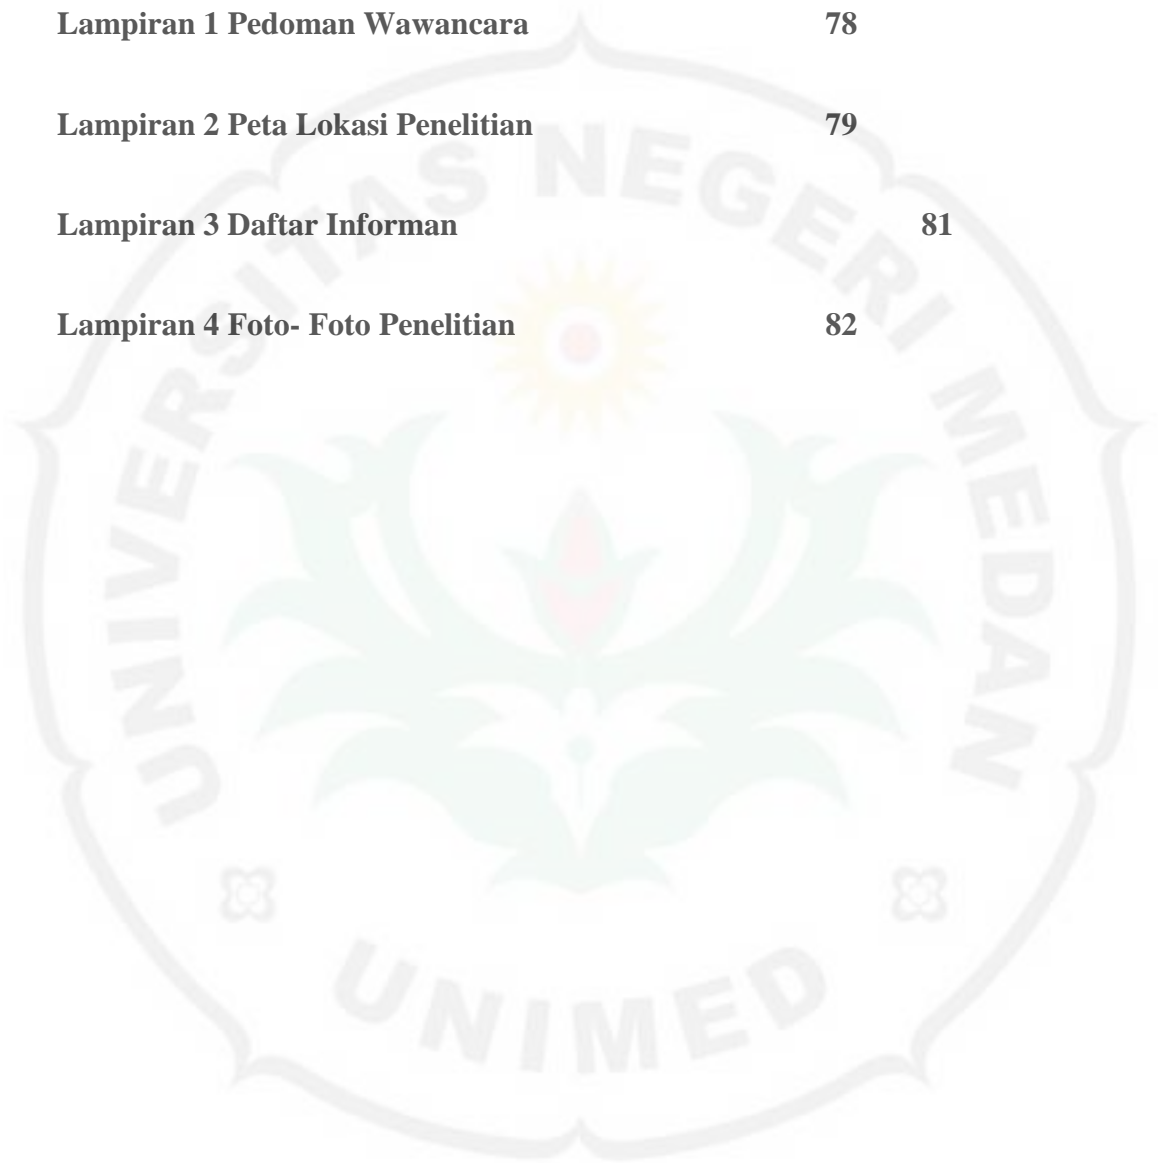 Lampiran 1 Pedoman Wawancara 78
Lampiran 2 Peta Lokasi Penelitian 79
Lampiran 3 Daftar Informan 81
Lampiran 4 Foto- Foto Penelitian 82
UNIVERSITAS NEGERI MEDAN
UNIMED